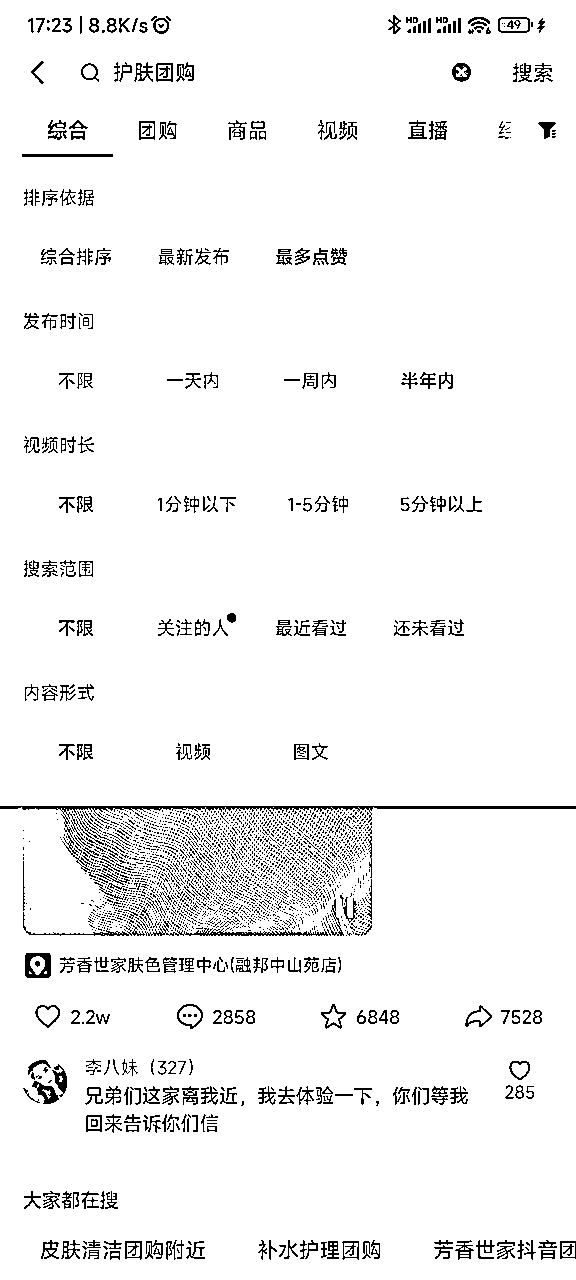 17:23 | 8.8K/s HD HD 49
护肤团购 搜索
综合 团购 商品 视频 直播
排序依据
综合排序 最新发布 最多点赞
发布时间
不限 一天内 一周内 半年内
视频时长
不限 1分钟以下 1-5分钟 5分钟以上
搜索范围
不限 关注的人 最近看过 还未看过
内容形式
不限 视频 图文
芳香世家肤色管理中心(融邦中山苑店)
2.2w 2858 6848 7528
李八妹（327）
兄弟们这家离我近，我去体验一下，你们等我
285
回来告诉你们信
大家都在搜
皮肤清洁团购附近 补水护理团购 芳香世家抖音团